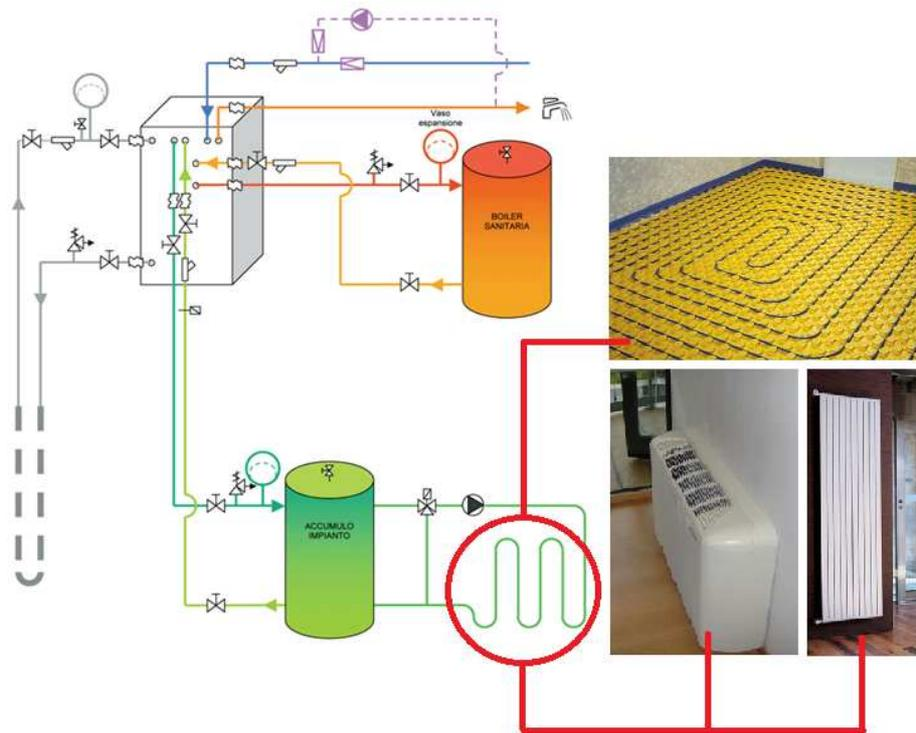 Vaso
espansione
BOILER
SANITARIA
ACCUMULO
IMPIANTO